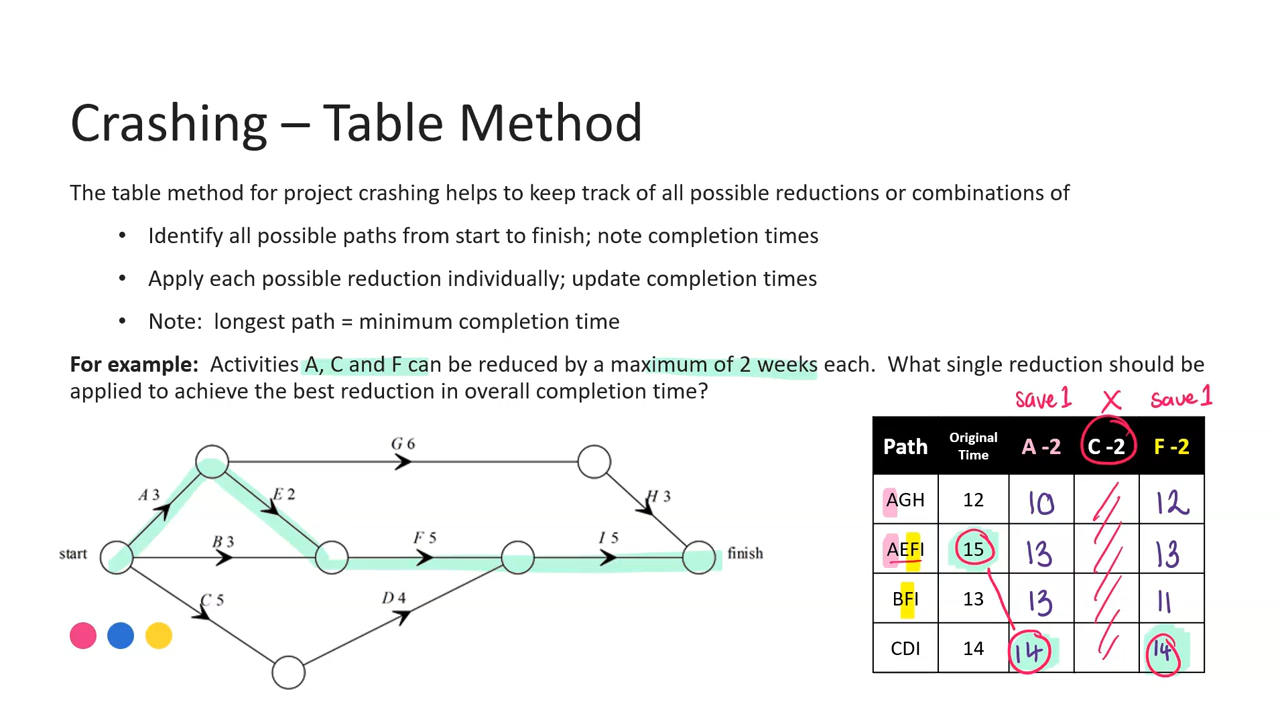 Crashing – Table Method
The table method for project crashing helps to keep track of all possible reductions or combinations of
• Identify all possible paths from start to finish; note completion times
• Apply each possible reduction individually; update completion times
• Note: longest path = minimum completion time
For example: Activities A, C and F can be reduced by a maximum of 2 weeks each. What single reduction should be
applied to achieve the best reduction in overall completion time?
save 1 X save 1
Path Original Time A -2 C -2 F -2
AGH 12 10 12
AEFI 15 13 13
BFI 13 13 11
CDI 14 14 14
G 6
A 3
E 2
H 3
start
B 3
F 5
I 5
finish
C 5
D 4